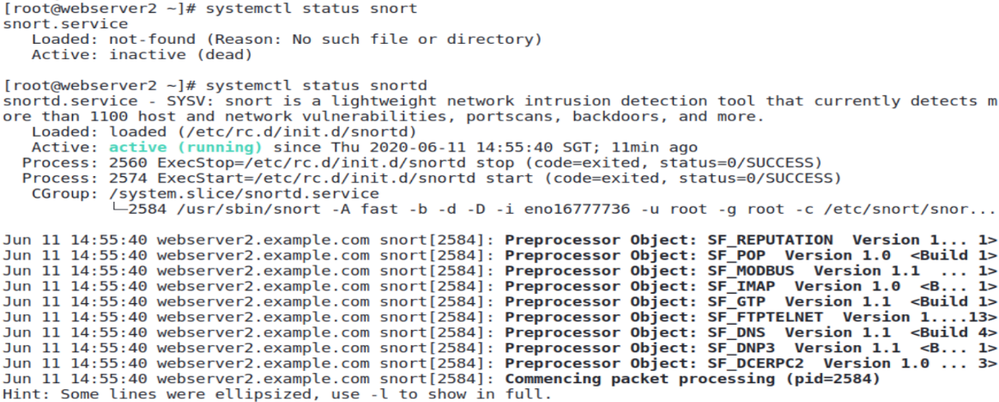 [root@webserver2 ~]# systemctl status snort
snort.service
   Loaded: not-found (Reason: No such file or directory)
   Active: inactive (dead)

[root@webserver2 ~]# systemctl status snortd
snortd.service - SYSV: snort is a lightweight network intrusion detection tool that currently detects m
ore than 1100 host and network vulnerabilities, portscans, backdoors, and more.
   Loaded: loaded (/etc/rc.d/init.d/snortd)
   Active: active (running) since Thu 2020-06-11 14:55:40 SGT; 11min ago
  Process: 2560 ExecStop=/etc/rc.d/init.d/snortd stop (code=exited, status=0/SUCCESS)
  Process: 2574 ExecStart=/etc/rc.d/init.d/snortd start (code=exited, status=0/SUCCESS)
   CGroup: /system.slice/snortd.service
           └─2584 /usr/sbin/snort -A fast -b -d -D -i eno16777736 -u root -g root -c /etc/snort/snor...

Jun 11 14:55:40 webserver2.example.com snort[2584]: Preprocessor Object: SF_REPUTATION  Version 1... 1>
Jun 11 14:55:40 webserver2.example.com snort[2584]: Preprocessor Object: SF_POP  Version 1.0  <Build 1>
Jun 11 14:55:40 webserver2.example.com snort[2584]: Preprocessor Object: SF_MODBUS  Version 1.1  ... 1>
Jun 11 14:55:40 webserver2.example.com snort[2584]: Preprocessor Object: SF_IMAP  Version 1.0  <B... 1>
Jun 11 14:55:40 webserver2.example.com snort[2584]: Preprocessor Object: SF_GTP  Version 1.1  <Build 1>
Jun 11 14:55:40 webserver2.example.com snort[2584]: Preprocessor Object: SF_FTPTELNET  Version 1....13>
Jun 11 14:55:40 webserver2.example.com snort[2584]: Preprocessor Object: SF_DNS  Version 1.1  <Build 4>
Jun 11 14:55:40 webserver2.example.com snort[2584]: Preprocessor Object: SF_DNP3  Version 1.1  <B... 1>
Jun 11 14:55:40 webserver2.example.com snort[2584]: Preprocessor Object: SF_DCERPC2  Version 1.0 ... 3>
Jun 11 14:55:40 webserver2.example.com snort[2584]: Commencing packet processing (pid=2584)
Hint: Some lines were ellipsized, use -l to show in full.